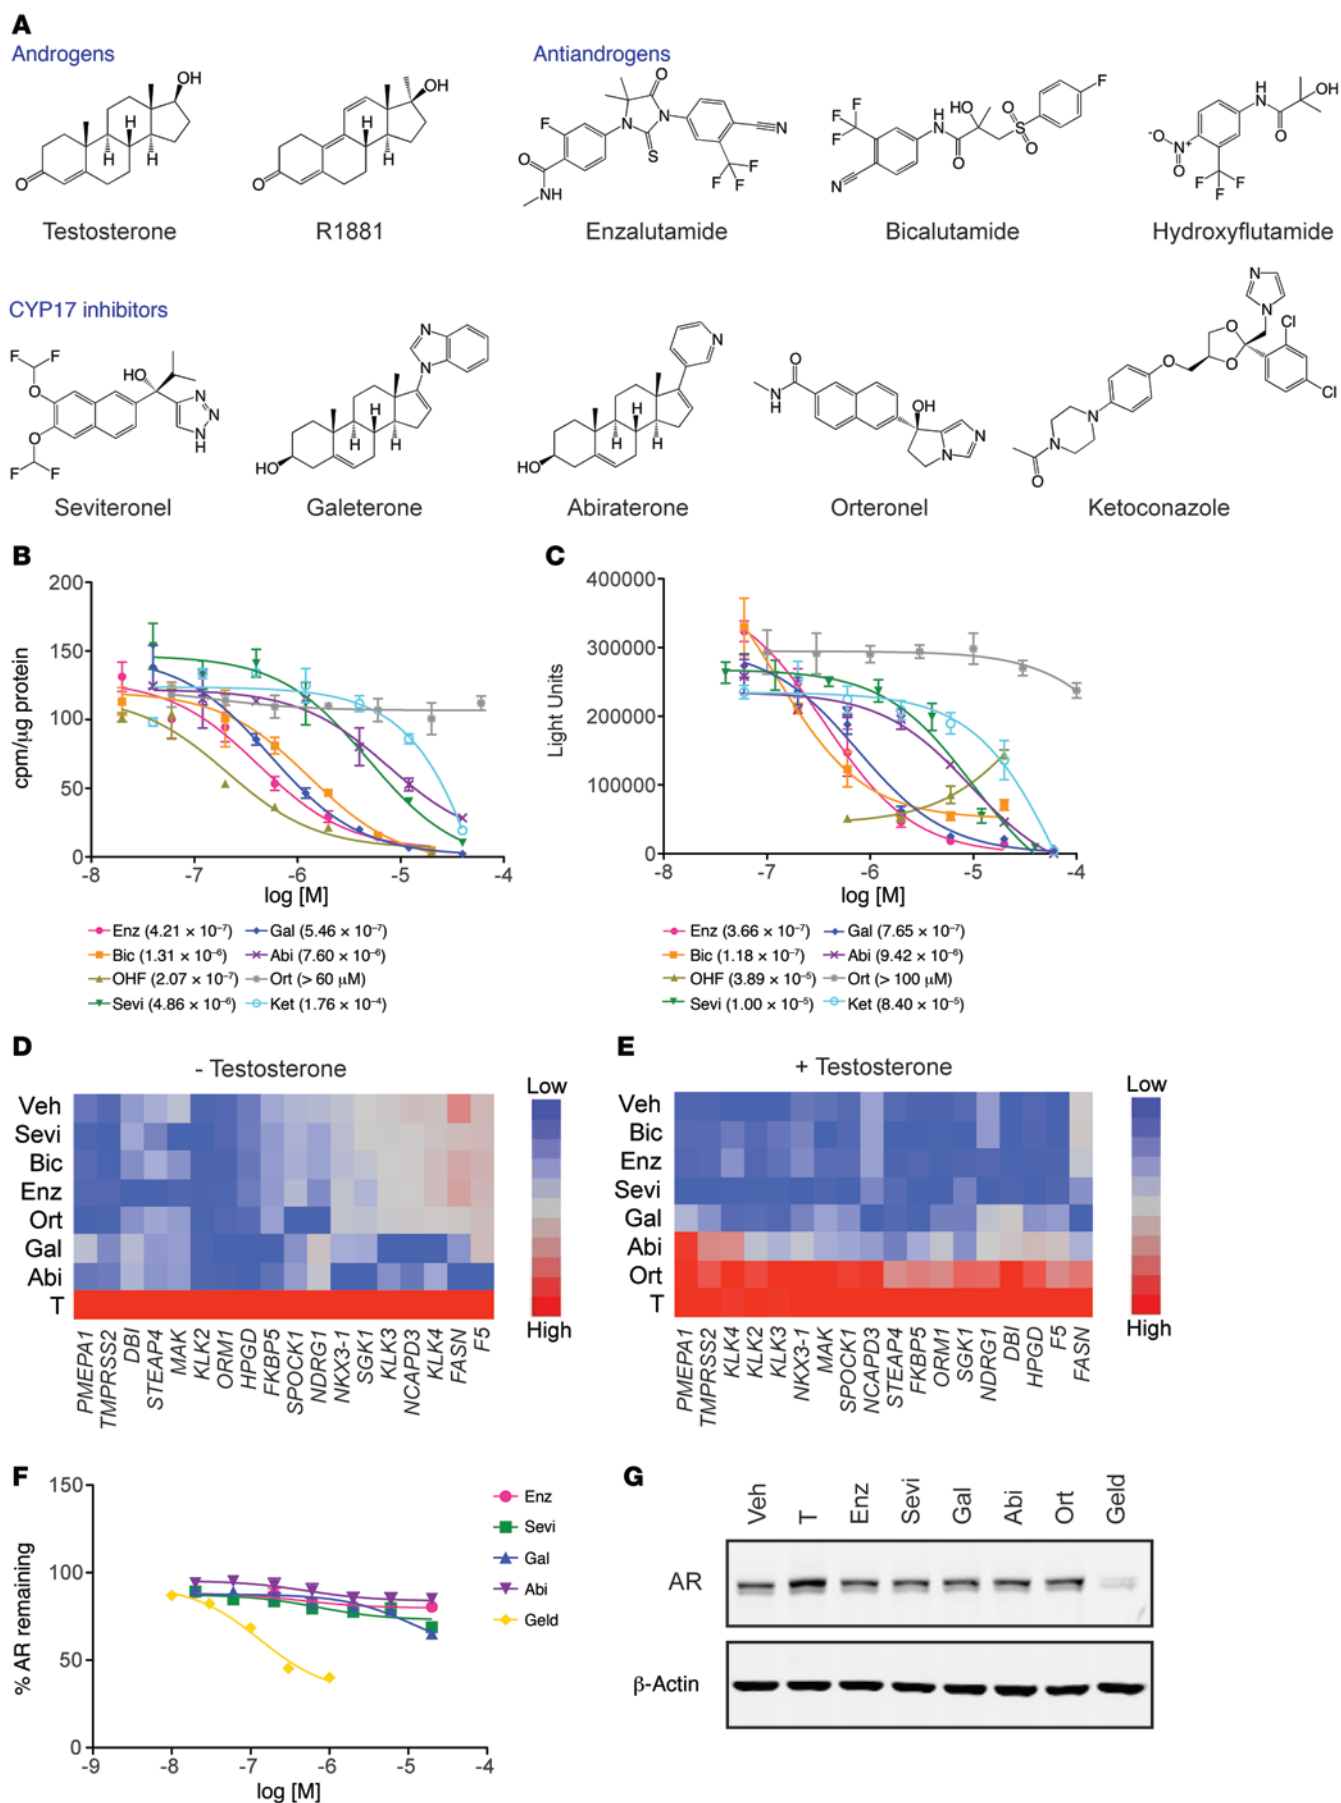 A
Androgens
Antiandrogens
Testosterone
R1881
Enzalutamide
Bicalutamide
Hydroxyflutamide
CYP17 inhibitors
Seviteronel
Galeterone
Abiraterone
Orteronel
Ketoconazole
B
200
150
100
50
0
cpm/μg protein
-8 -7 -6 -5 -4
log [M]
Enz (4.21 × 10⁻⁷) Gal (5.46 × 10⁻⁷)
Bic (1.31 × 10⁻⁶) Abi (7.60 × 10⁻⁶)
OHF (2.07 × 10⁻⁷) Ort (> 60 μM)
Sevi (4.86 × 10⁻⁶) Ket (1.76 × 10⁻⁴)
C
400000
300000
200000
100000
0
Light Units
-8 -7 -6 -5 -4
log [M]
Enz (3.66 × 10⁻⁷) Gal (7.65 × 10⁻⁷)
Bic (1.18 × 10⁻⁷) Abi (9.42 × 10⁻⁶)
OHF (3.89 × 10⁻⁵) Ort (> 100 μM)
Sevi (1.00 × 10⁻⁵) Ket (8.40 × 10⁻⁵)
D
- Testosterone
Veh
Sevi
Bic
Enz
Ort
Gal
Abi
T
Low
High
PMEPA1
TMPRSS2
DBI
STEAP4
MAK
KLK2
ORM1
HPGD
FKBP5
SPOCK1
NDRG1
NKX3-1
SGK1
KLK3
NCAPD3
KLK4
FASN
F5
E
+ Testosterone
Veh
Bic
Enz
Sevi
Gal
Abi
Ort
T
Low
High
PMEPA1
TMPRSS2
KLK4
KLK2
KLK3
NKX3-1
MAK
SPOCK1
NCAPD3
STEAP4
FKBP5
ORM1
SGK1
NDRG1
DBI
HPGD
F5
FASN
F
150
100
50
0
% AR remaining
-9 -8 -7 -6 -5 -4
log [M]
Enz
Sevi
Gal
Abi
Geld
G
Veh
T
Enz
Sevi
Gal
Abi
Ort
Geld
AR
β-Actin